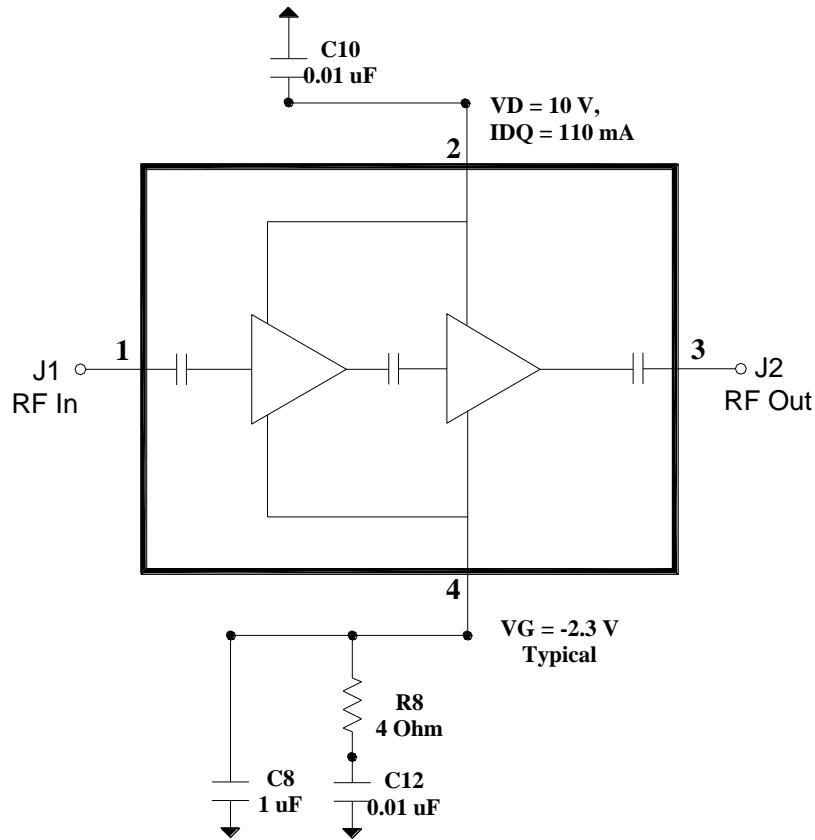 C10
0.01 uF
VD = 10 V,
IDQ = 110 mA
2
1
J1
RF In
3
J2
RF Out
4
VG = -2.3 V
Typical
R8
4 Ohm
C8
1 uF
C12
0.01 uF